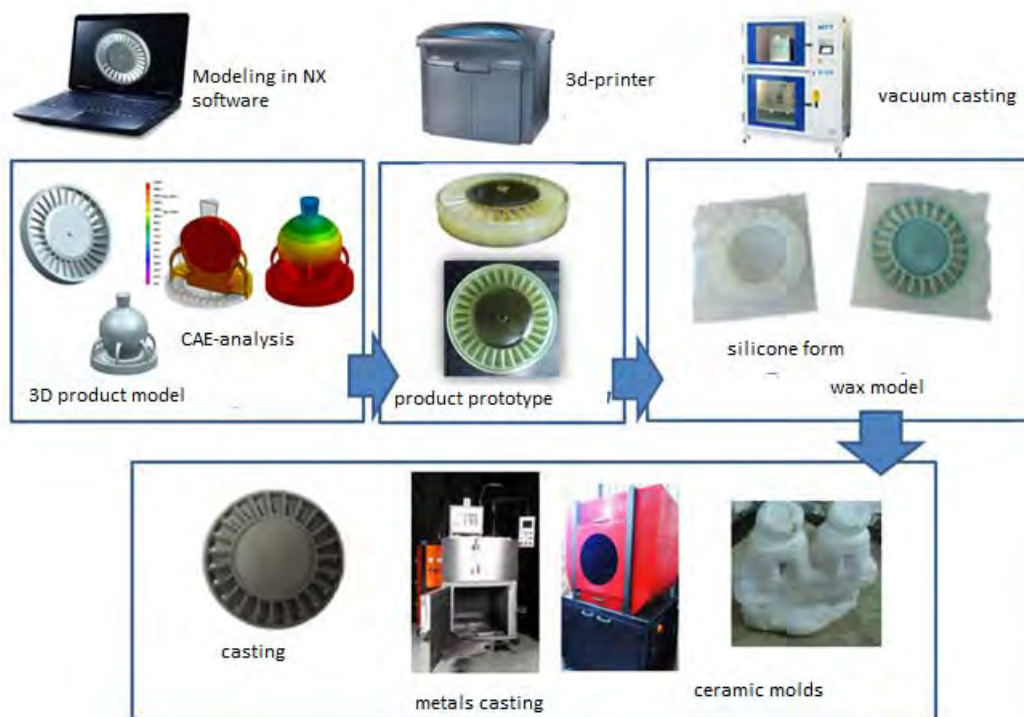 Modeling in NX
software
3d-printer
vacuum casting
CAE-analysis
3D product model
product prototype
silicone form
wax model
casting
metals casting
ceramic molds